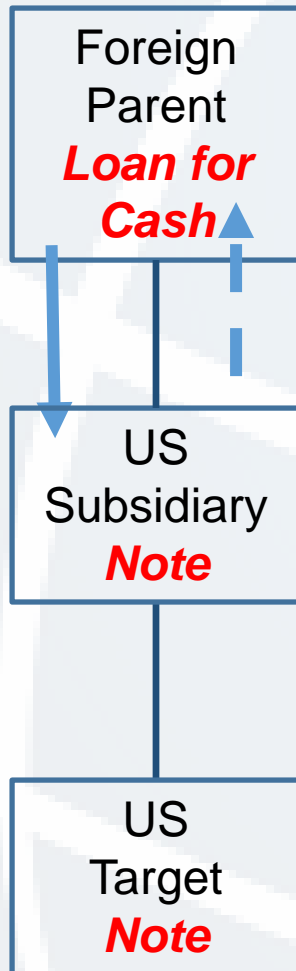 Foreign
Parent
Loan for
Cash
US
Subsidiary
Note
US
Target
Note